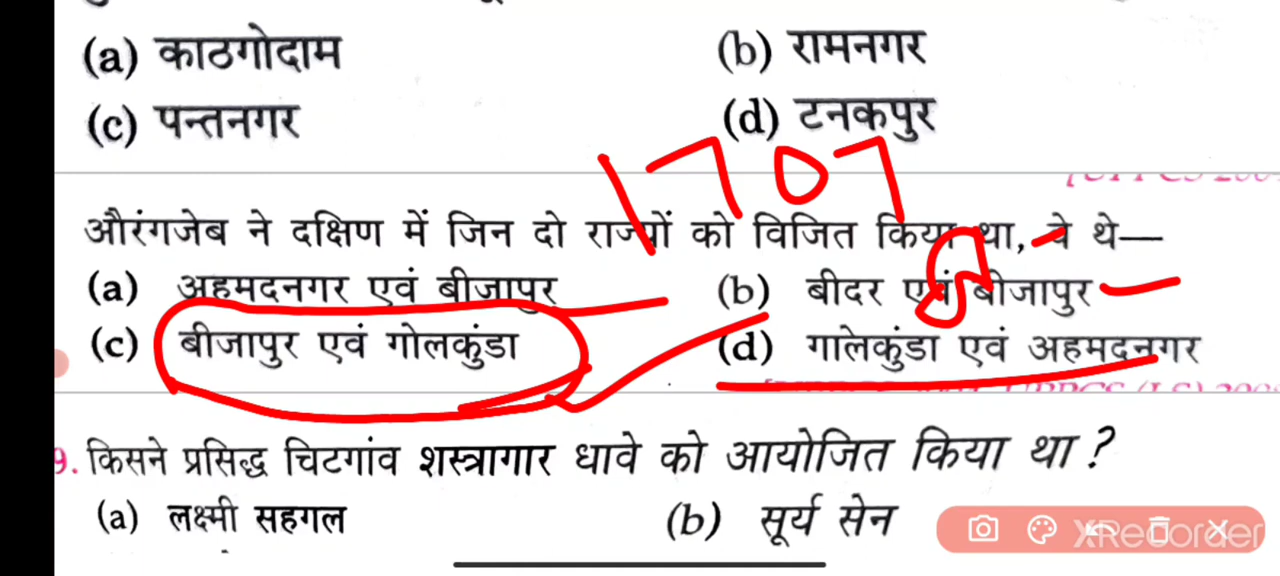 (a) काठगोदाम (b) रामनगर
(c) पन्तनगर (d) टनकपुर
1707
औरंगजेब ने दक्षिण में जिन दो राज्यों को विजित किया था, वे थे—
(a) अहमदनगर एवं बीजापुर (b) बीदर एवं बीजापुर
(c) बीजापुर एवं गोलकुंडा (d) गालेकुंडा एवं अहमदनगर
9. किसने प्रसिद्ध चिटगांव शस्त्रागार धावे को आयोजित किया था?
(a) लक्ष्मी सहगल (b) सूर्य सेन
XRecorder